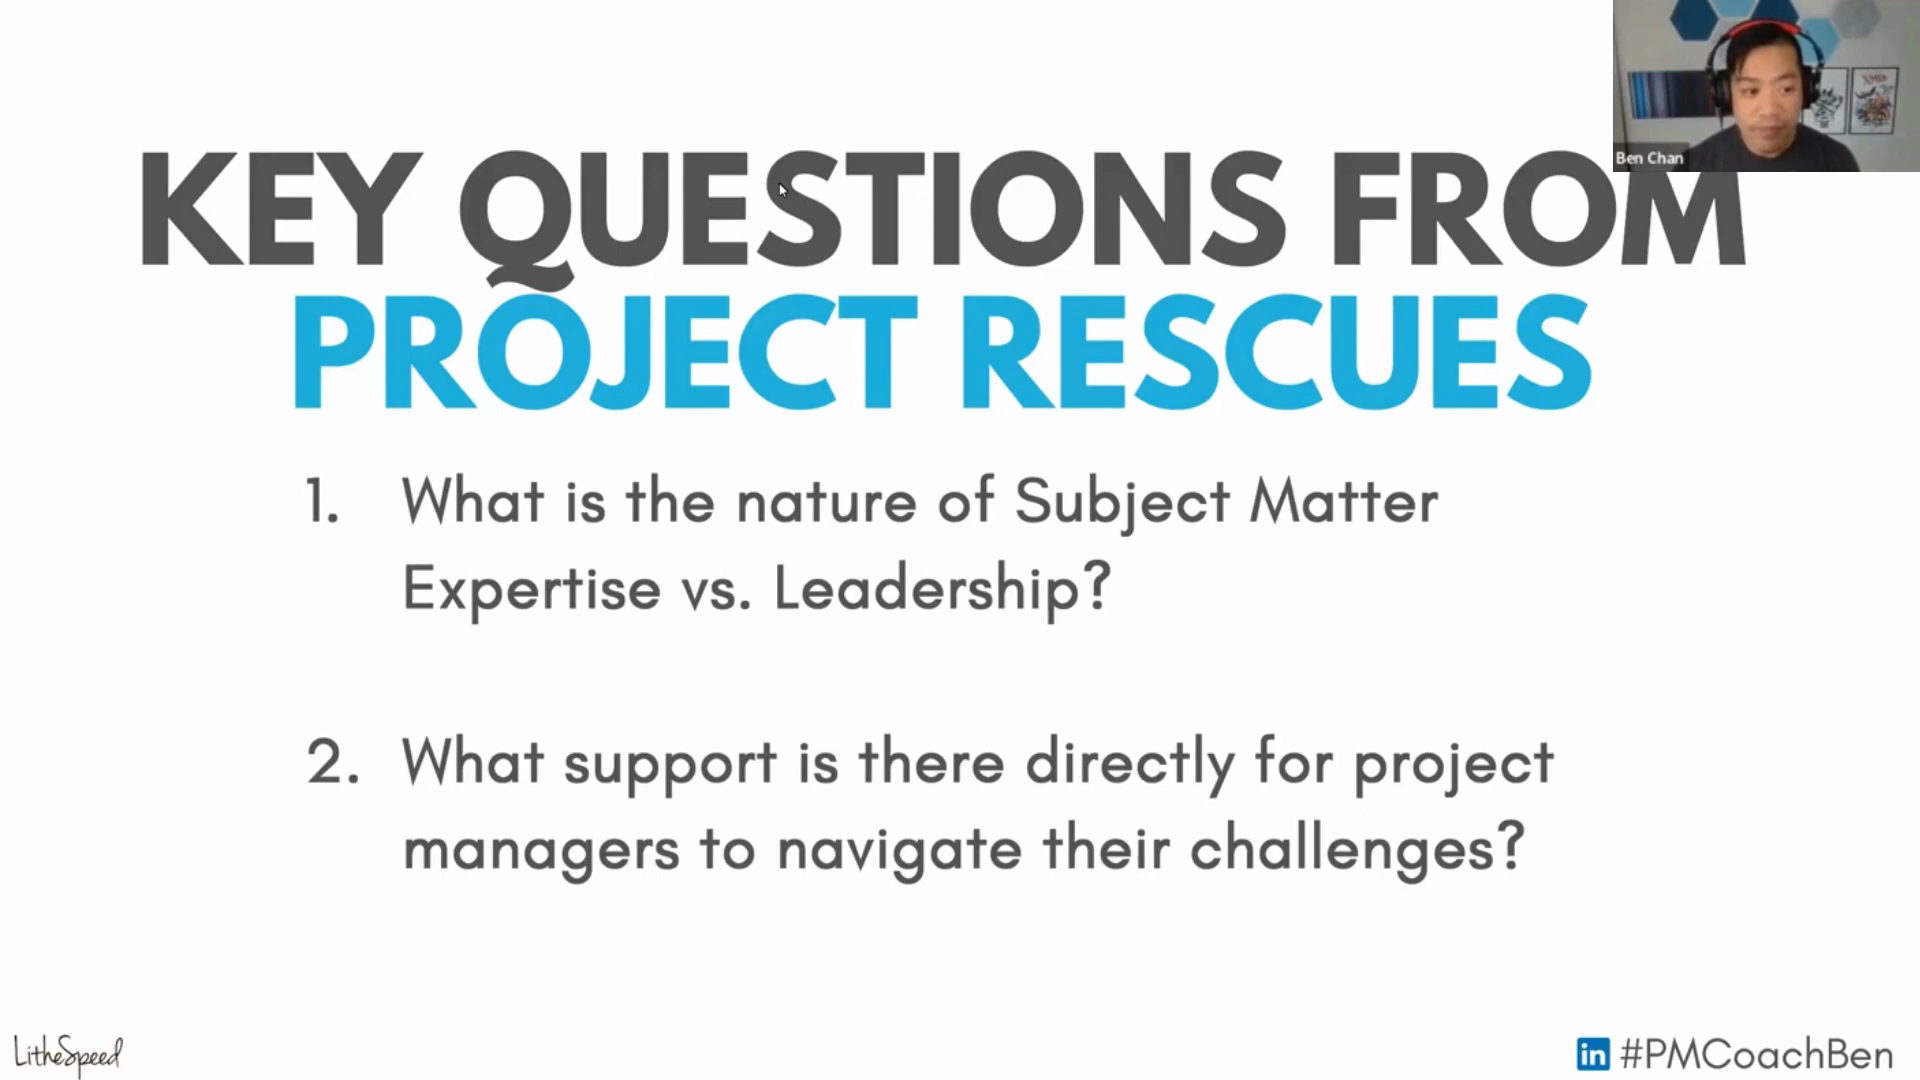 Ben Chan
KEY QUESTIONS FROM
PROJECT RESCUES
1. What is the nature of Subject Matter
Expertise vs. Leadership?
2. What support is there directly for project
managers to navigate their challenges?
LitheSpeed
in #PMCoachBen